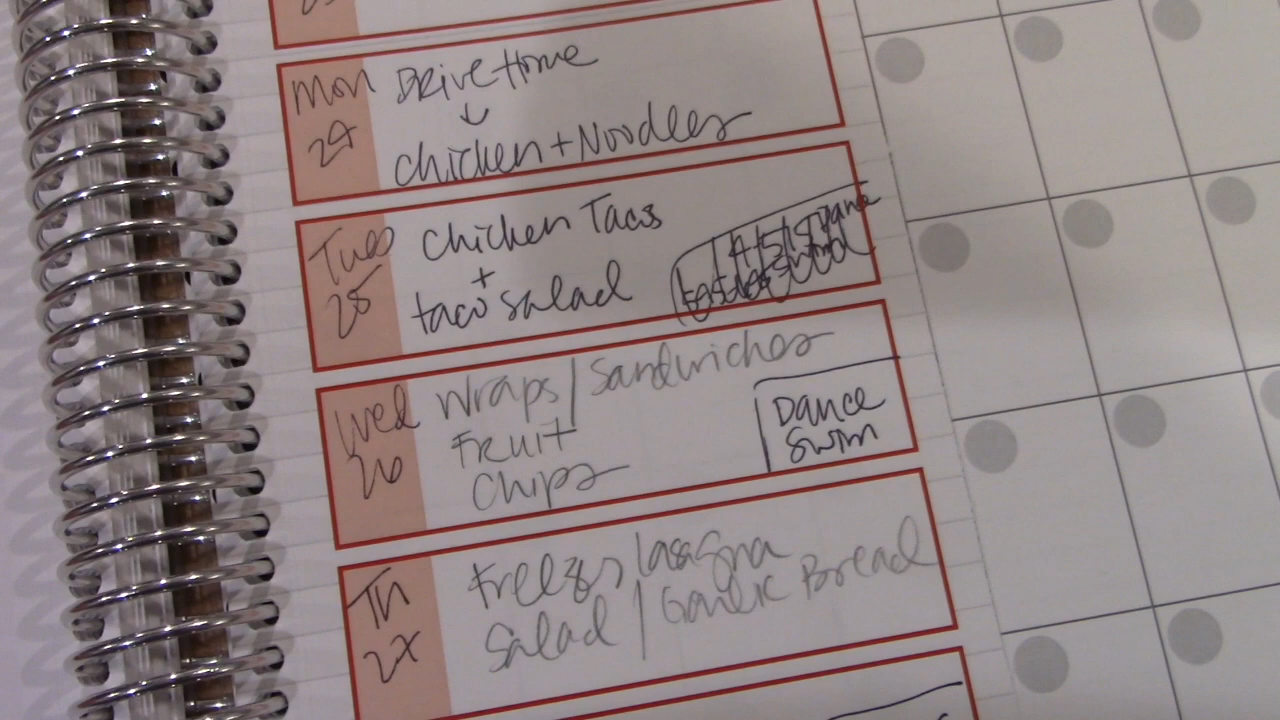 Mon
24
Drive Home
↓
Chicken + Noodles
Tues
25
Chicken Tacos
+
taco salad
Wed
26
Wraps / Sandwiches
Fruit
Chips
Dance
Swim
Th
27
Freezer lasagna
Salad / Garlic Bread